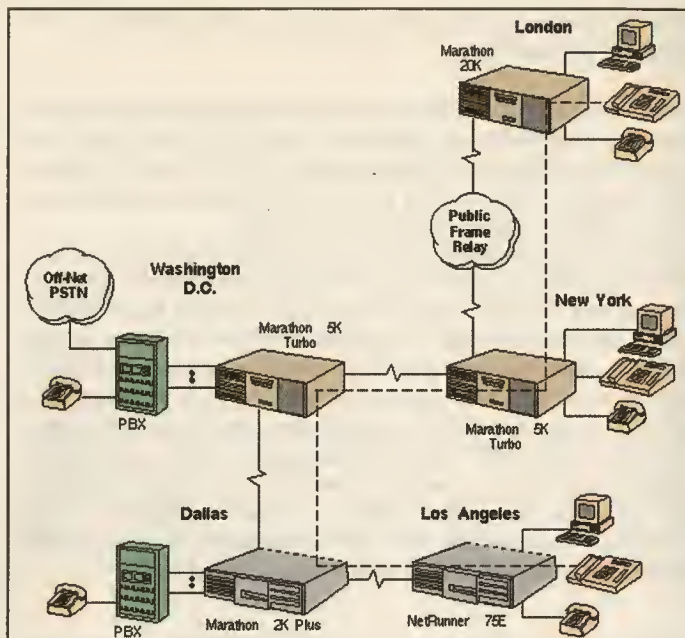 London
Marathon
20K
Public
Frame
Relay
Off-Net
PSTN
Washington
D.C.
New York
Marathon 5K
Turbo
PBX
Marathon 5K
Turbo
Dallas
Los Angeles
PBX
Marathon 2K Plus
NetRunner 75E